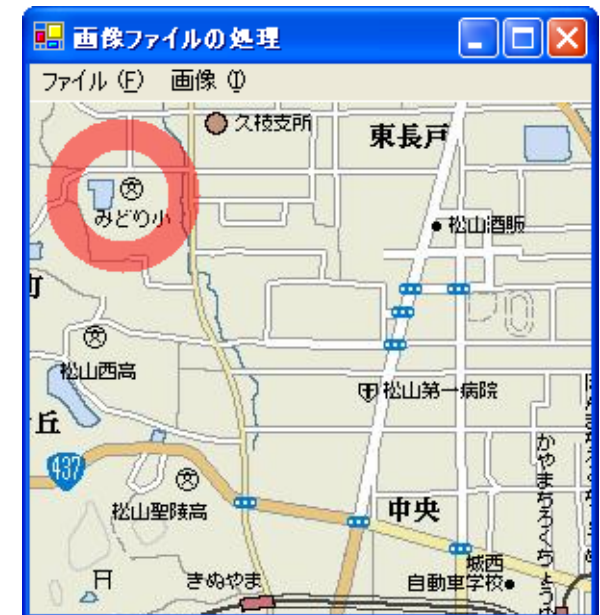 画像ファイルの処理
ファイル (F) 画像 (I)
久枝支所
東長戸
みどり小
松山酒販
町
松山西高
松山第一病院
丘
437
松山聖陵高
中央
かやまちろくちょう
城西
自動車学校
きぬやま